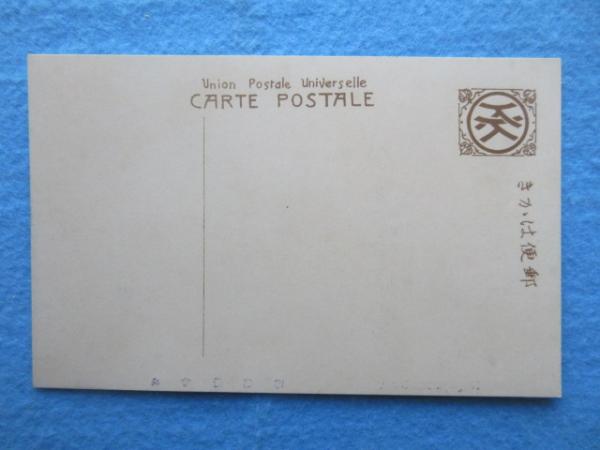 Union Postale Universelle
CARTE POSTALE
きかは便郵